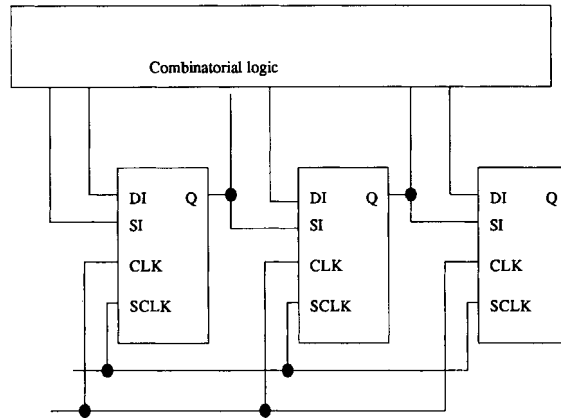 Combinatorial logic
DI Q
SI
CLK
SCLK
DI Q
SI
CLK
SCLK
DI Q
SI
CLK
SCLK